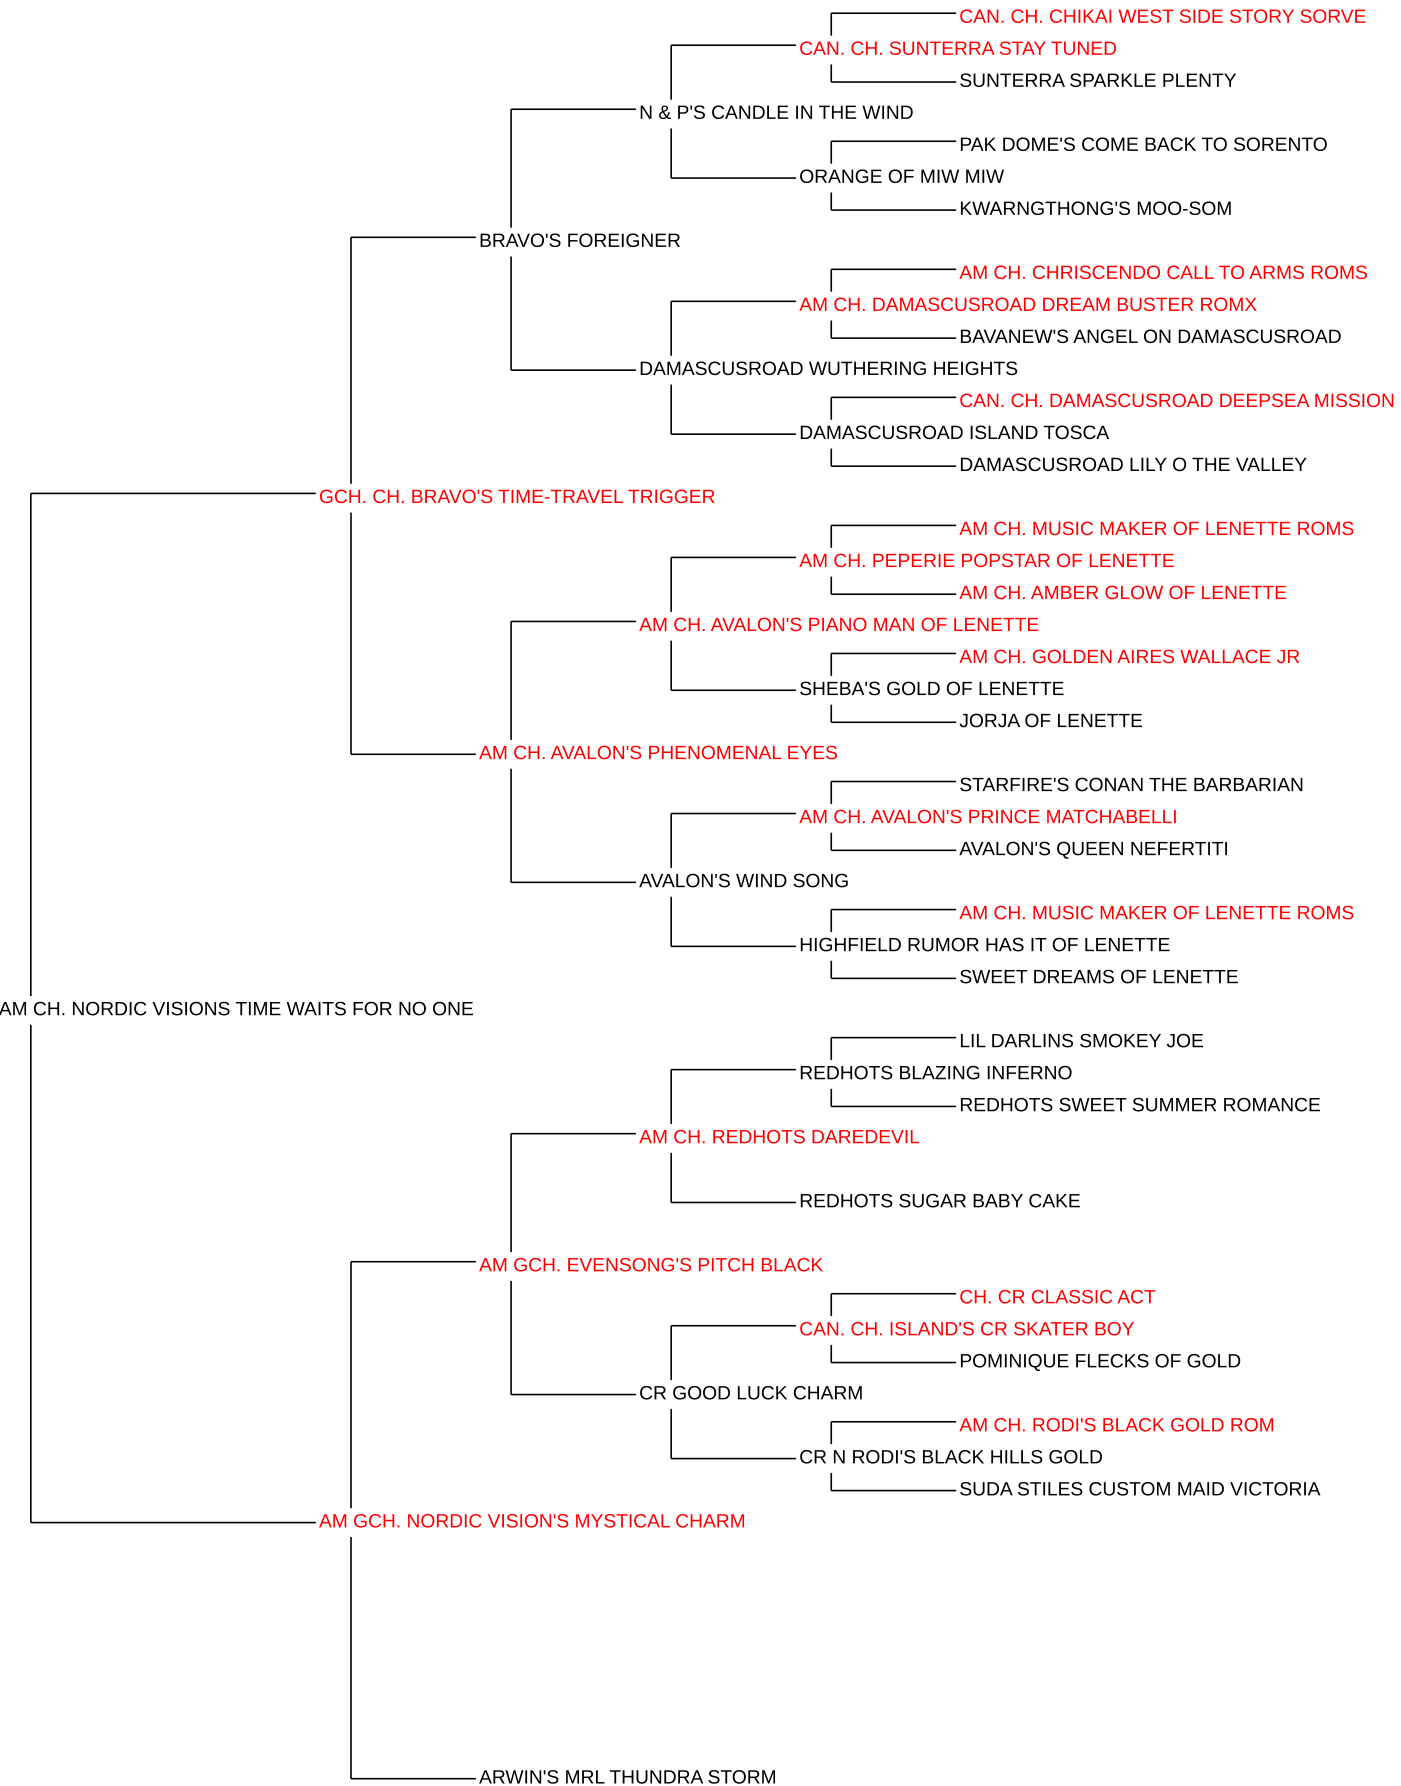 CAN. CH. CHIKAI WEST SIDE STORY SORVE
CAN. CH. SUNTERRA STAY TUNED
SUNTERRA SPARKLE PLENTY
N & P'S CANDLE IN THE WIND
PAK DOME'S COME BACK TO SORENTO
ORANGE OF MIW MIW
KWARNGTHONG'S MOO-SOM
BRAVO'S FOREIGNER
AM CH. CHRISCENDO CALL TO ARMS ROMS
AM CH. DAMASCUSROAD DREAM BUSTER ROMX
BAVANEW'S ANGEL ON DAMASCUSROAD
DAMASCUSROAD WUTHERING HEIGHTS
CAN. CH. DAMASCUSROAD DEEPSEA MISSION
DAMASCUSROAD ISLAND TOSCA
DAMASCUSROAD LILY O THE VALLEY
GCH. CH. BRAVO'S TIME-TRAVEL TRIGGER
AM CH. MUSIC MAKER OF LENETTE ROMS
AM CH. PEPERIE POPSTAR OF LENETTE
AM CH. AMBER GLOW OF LENETTE
AM CH. AVALON'S PIANO MAN OF LENETTE
AM CH. GOLDEN AIRES WALLACE JR
SHEBA'S GOLD OF LENETTE
JORJA OF LENETTE
AM CH. AVALON'S PHENOMENAL EYES
STARFIRE'S CONAN THE BARBARIAN
AM CH. AVALON'S PRINCE MATCHABELLI
AVALON'S QUEEN NEFERTITI
AVALON'S WIND SONG
AM CH. MUSIC MAKER OF LENETTE ROMS
HIGHFIELD RUMOR HAS IT OF LENETTE
SWEET DREAMS OF LENETTE
AM CH. NORDIC VISIONS TIME WAITS FOR NO ONE
LIL DARLINS SMOKEY JOE
REDHOTS BLAZING INFERNO
REDHOTS SWEET SUMMER ROMANCE
AM CH. REDHOTS DAREDEVIL
REDHOTS SUGAR BABY CAKE
AM GCH. EVENSONG'S PITCH BLACK
CH. CR CLASSIC ACT
CAN. CH. ISLAND'S CR SKATER BOY
POMINIQUE FLECKS OF GOLD
CR GOOD LUCK CHARM
AM CH. RODI'S BLACK GOLD ROM
CR N RODI'S BLACK HILLS GOLD
SUDA STILES CUSTOM MAID VICTORIA
AM GCH. NORDIC VISION'S MYSTICAL CHARM
ARWIN'S MRL THUNDRA STORM